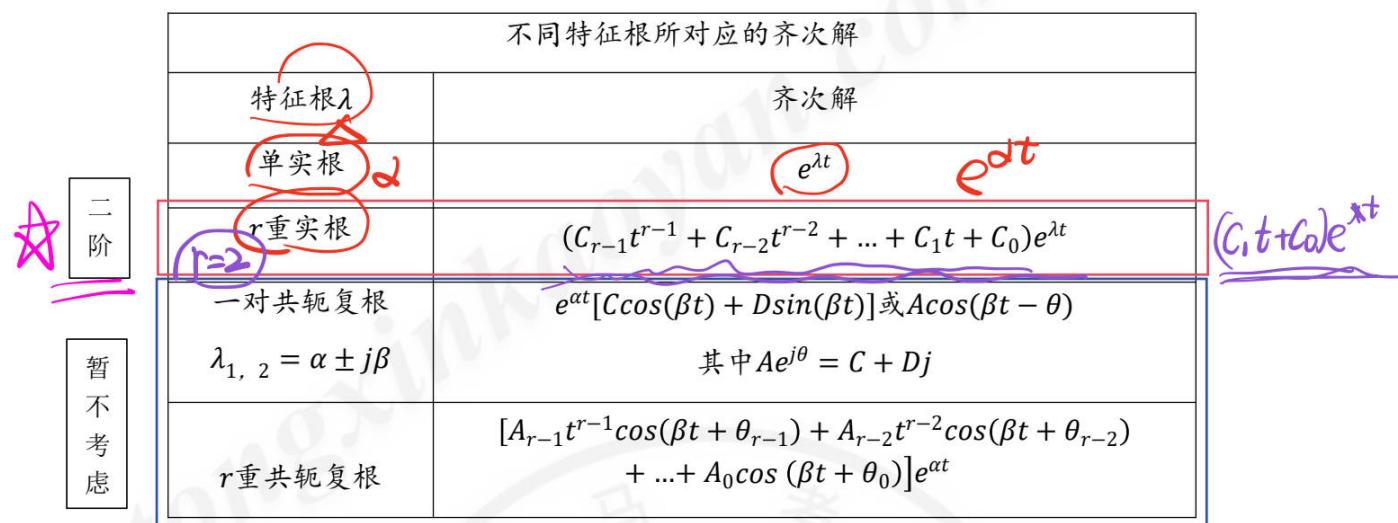 不同特征根所对应的齐次解
特征根λ 齐次解
单实根 α e^{λt} e^{αt}
二阶
r重实根 (C_{r-1}t^{r-1} + C_{r-2}t^{r-2} + ... + C_1t + C_0)e^{λt} (C_1t+C_0)e^{λt}
r=2
一对共轭复根 e^{αt}[Ccos(βt) + Dsin(βt)]或Acos(βt − θ)
λ_{1, 2} = α ± jβ 其中Ae^{jθ} = C + Dj
暂不考虑
r重共轭复根 [A_{r-1}t^{r-1}cos(βt + θ_{r-1}) + A_{r-2}t^{r-2}cos(βt + θ_{r-2})
+ ...+ A_0cos (βt + θ_0)]e^{αt}